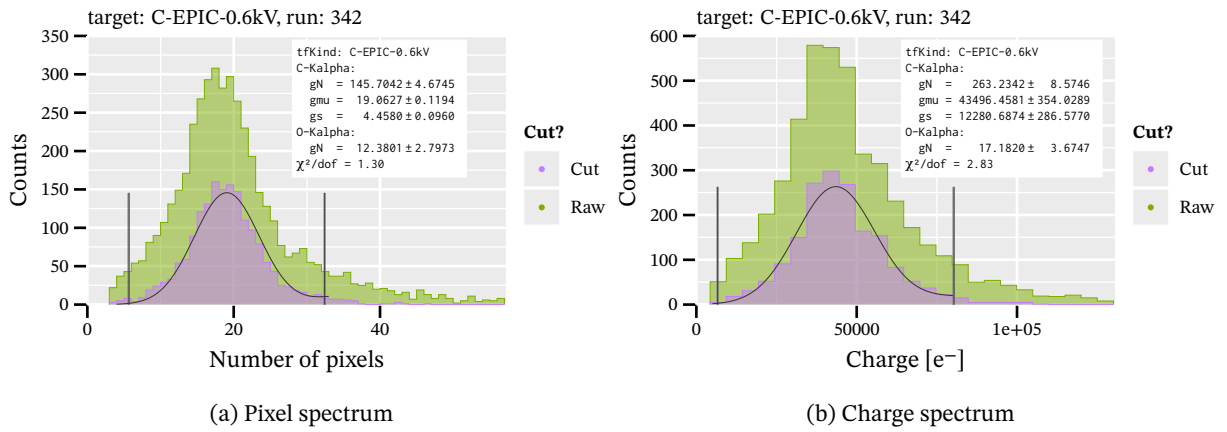 target: C-EPIC-0.6kV, run: 342
350
300
250
200
150
100
50
0
Counts
0
20
40
Number of pixels
tfKind: C-EPIC-0.6kV
C-Kalpha:
gN = 145.7042 ± 4.6745
gmu = 19.0627 ± 0.1194
gs = 4.4580 ± 0.0960
O-Kalpha:
gN = 12.3801 ± 2.7973
χ²/dof = 1.30
Cut?
Cut
Raw
(a) Pixel spectrum
target: C-EPIC-0.6kV, run: 342
600
500
400
300
200
100
0
Counts
0
50000
1e+05
Charge [e⁻]
tfKind: C-EPIC-0.6kV
C-Kalpha:
gN = 263.2342 ± 8.5746
gmu = 43496.4581 ± 354.0289
gs = 12280.6874 ± 286.5770
O-Kalpha:
gN = 17.1820 ± 3.6747
χ²/dof = 2.83
Cut?
Cut
Raw
(b) Charge spectrum